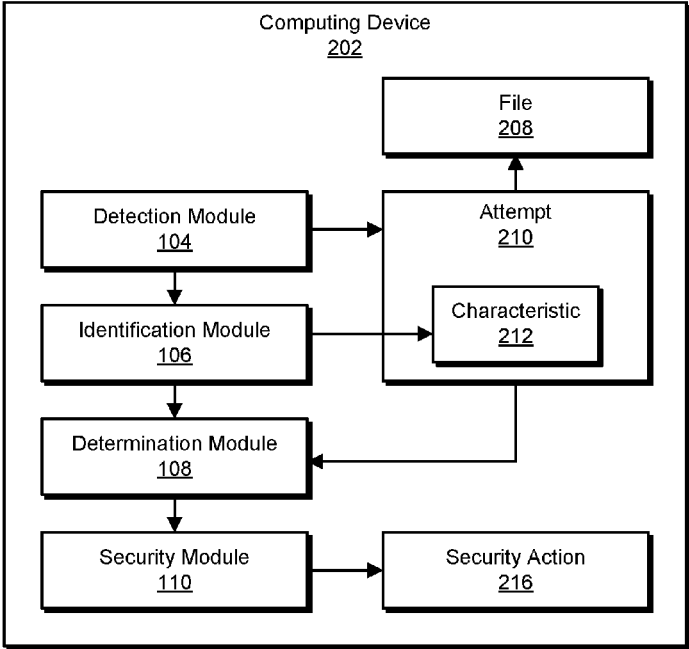 Computing Device
202
File
208
Detection Module
104
Attempt
210
Identification Module
106
Characteristic
212
Determination Module
108
Security Module
110
Security Action
216